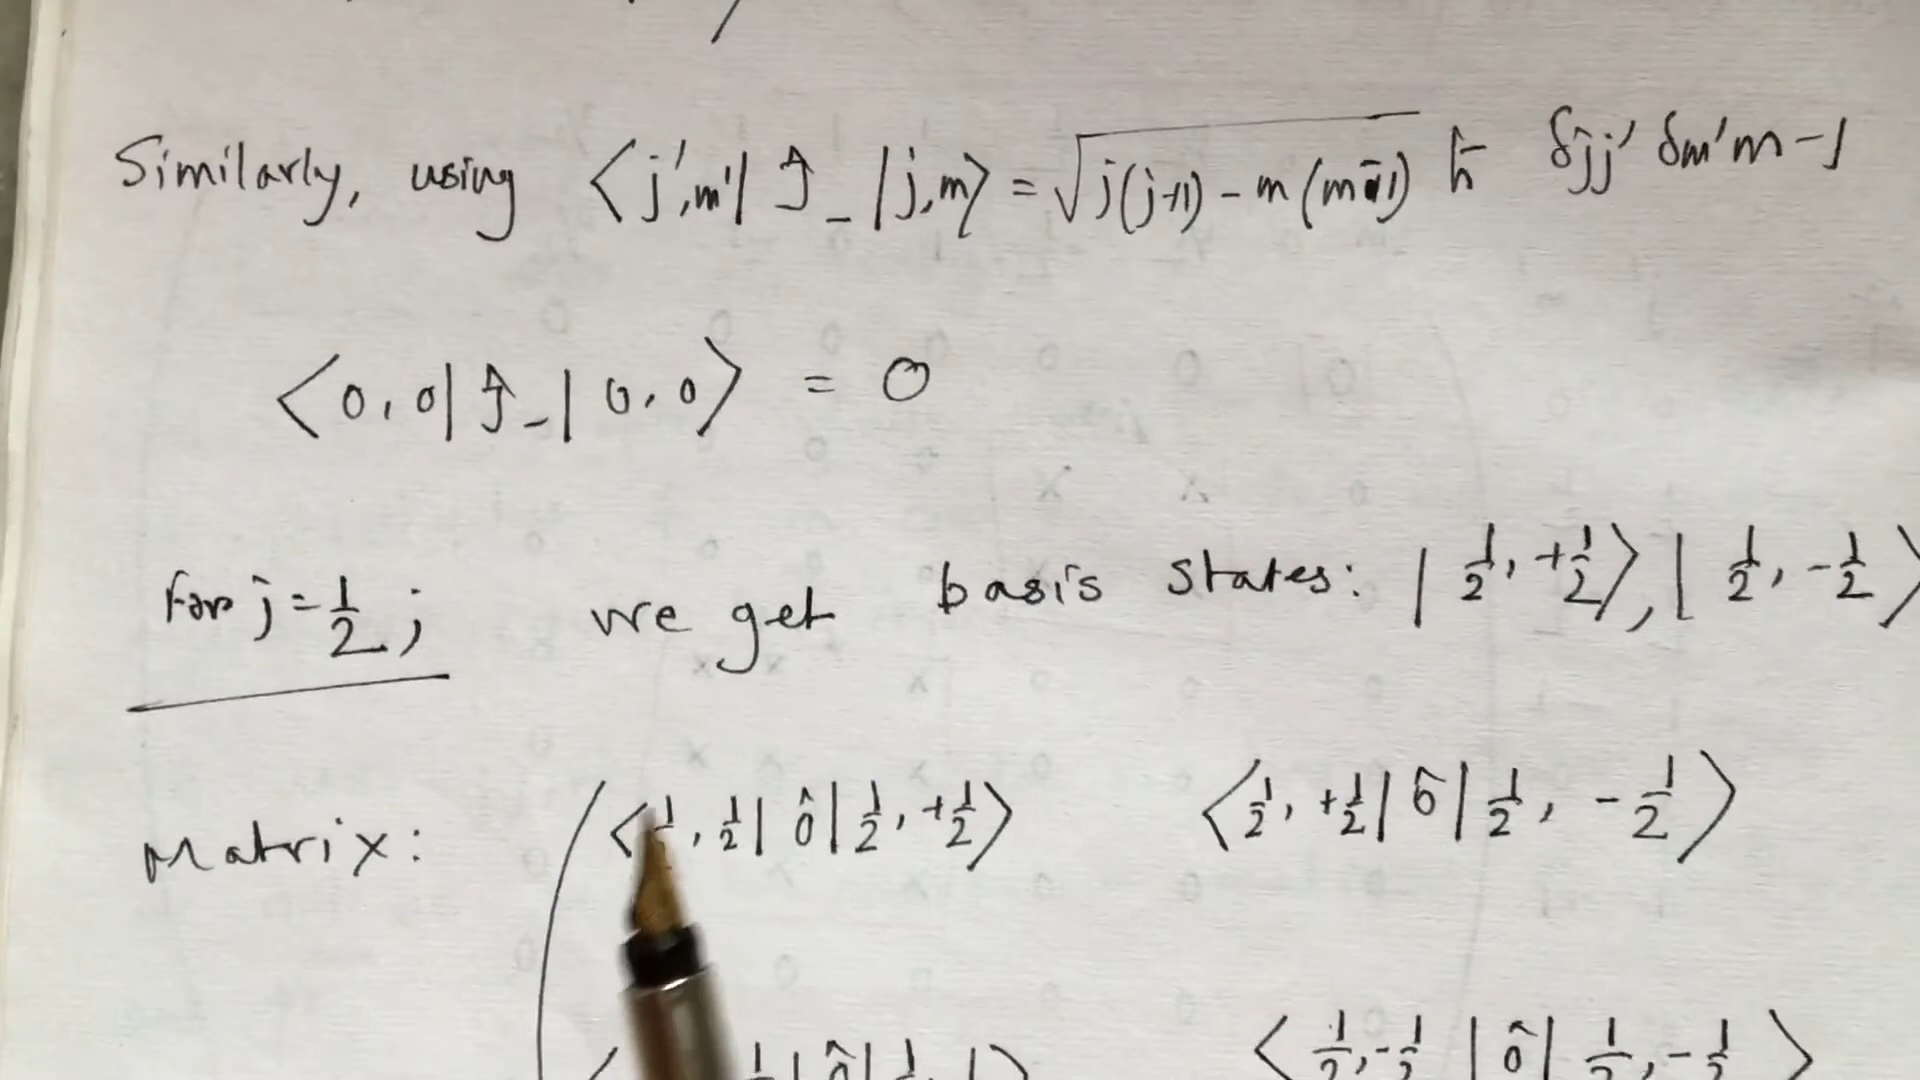 Similarly, using ⟨j′,m′| Ĵ_ |j,m⟩ = √j(j+1) - m(m-1) ħ δjj′ δm′m-1
⟨0,0| Ĵ_ | 0,0⟩ = 0
For j = 1/2 ; we get basis states: | 1/2, +1/2⟩, | 1/2, -1/2⟩
Matrix: ( ⟨1/2, 1/2| ô | 1/2, +1/2⟩ ⟨1/2, +1/2| ô | 1/2, -1/2⟩
⟨1/2, -1/2 | ô | 1/2, -1/2 ⟩